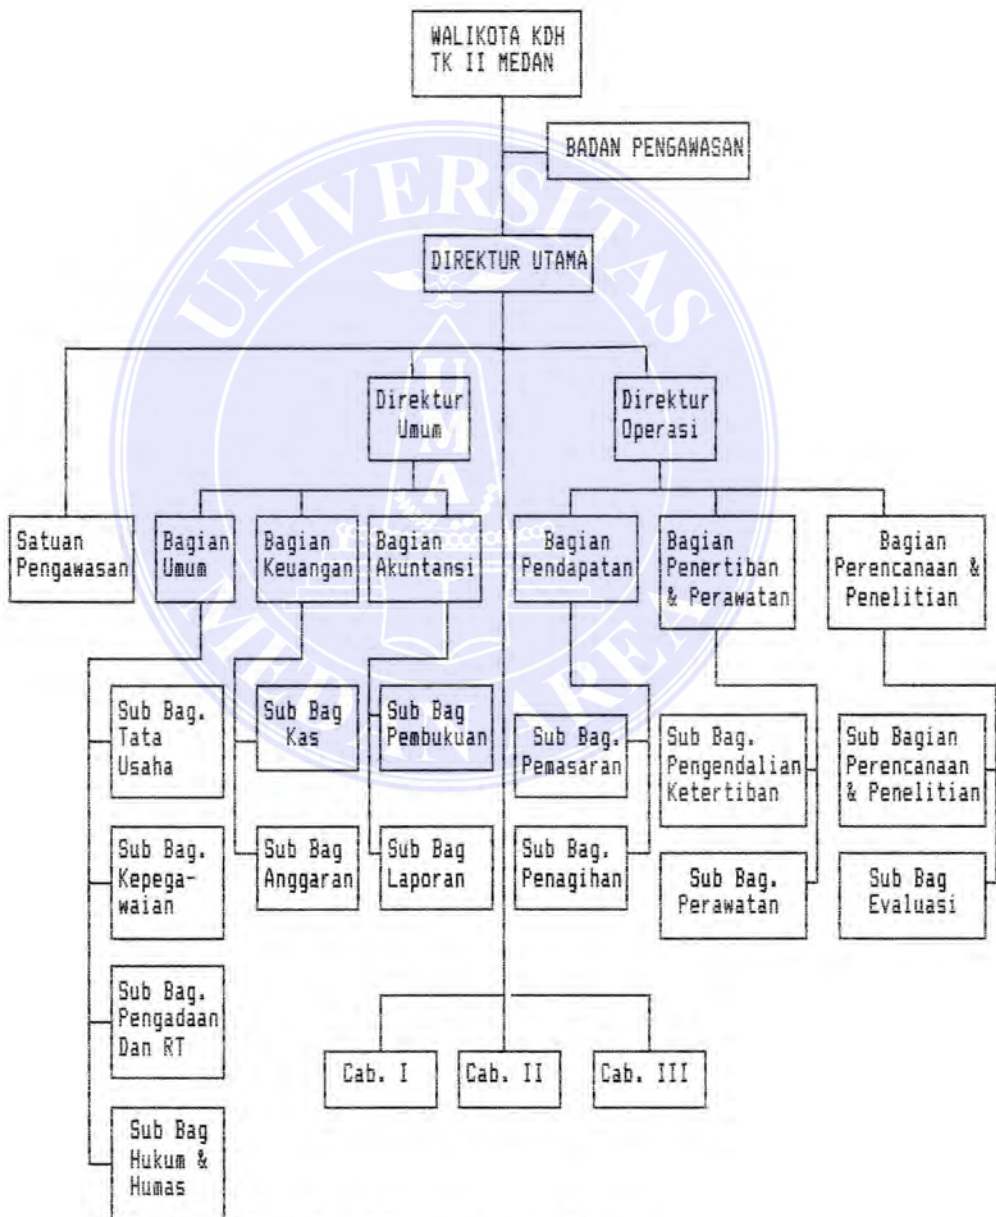 WALIKOTA KDH
TK II MEDAN
BADAN PENGAWASAN
DIREKTUR UTAMA
Direktur
Umum
Direktur
Operasi
Satuan
Pengawasan
Bagian
Umum
Bagian
Keuangan
Bagian
Akuntansi
Bagian
Pendapatan
Bagian
Penertiban
& Perawatan
Bagian
Perencanaan &
Penelitian
Sub Bag.
Tata
Usaha
Sub Bag
Kas
Sub Bag
Pembukuan
Sub Bag.
Pemasaran
Sub Bag.
Pengendalian
Ketertiban
Sub Bagian
Perencanaan
& Penelitian
Sub Bag.
Kepega-
waian
Sub Bag
Anggaran
Sub Bag
Laporan
Sub Bag.
Penagihan
Sub Bag.
Perawatan
Sub Bag
Evaluasi
Sub Bag.
Pengadaan
Dan RT
Cab. I
Cab. II
Cab. III
Sub Bag
Hukum &
Humas
UNIVERSITAS
MEDAN AREA
UMA